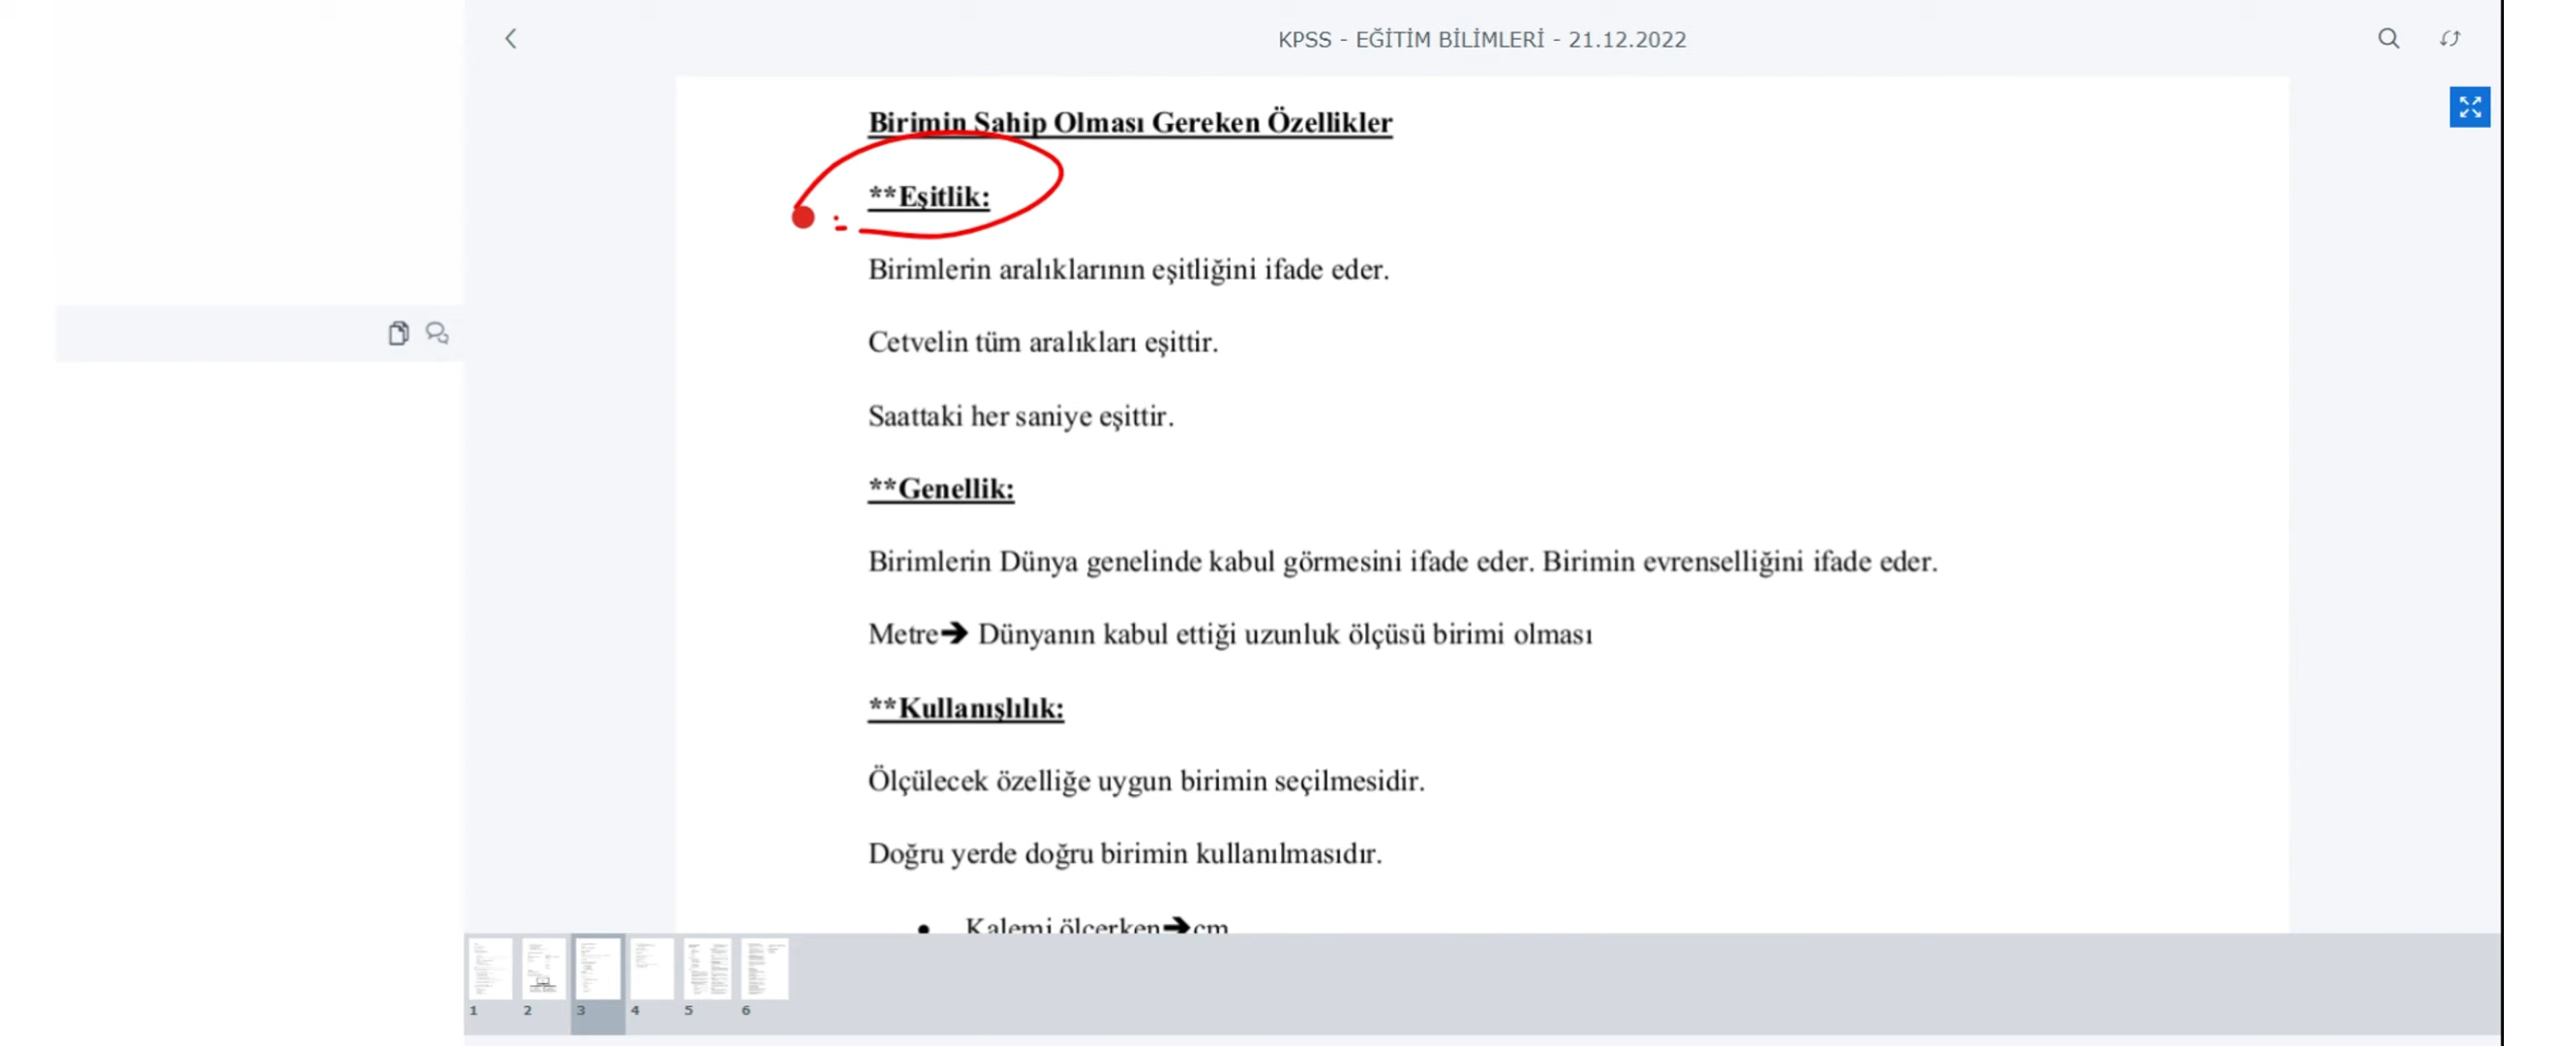 KPSS - EĞİTİM BİLİMLERİ - 21.12.2022
Birimin Sahip Olması Gereken Özellikler
**Eşitlik:
Birimlerin aralıklarının eşitliğini ifade eder.
Cetvelin tüm aralıkları eşittir.
Saattaki her saniye eşittir.
**Genellik:
Birimlerin Dünya genelinde kabul görmesini ifade eder. Birimin evrenselliğini ifade eder.
Metre➔ Dünyanın kabul ettiği uzunluk ölçüsü birimi olması
**Kullanışlılık:
Ölçülecek özelliğe uygun birimin seçilmesidir.
Doğru yerde doğru birimin kullanılmasıdır.
• Kalemi ölçerken➔cm
1 2 3 4 5 6